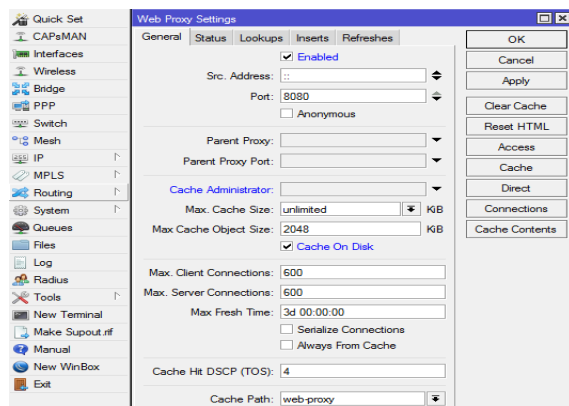 Quick Set
CAPsMAN
Interfaces
Wireless
Bridge
PPP
Switch
Mesh
IP
MPLS
Routing
System
Queues
Files
Log
Radius
Tools
New Terminal
Make Supout.rif
Manual
New WinBox
Exit
Web Proxy Settings
General Status Lookups Inserts Refreshes
Enabled
Src. Address: ::
Port: 8080
Anonymous
Parent Proxy:
Parent Proxy Port:
Cache Administrator:
Max. Cache Size: unlimited KiB
Max Cache Object Size: 2048 KiB
Cache On Disk
Max. Client Connections: 600
Max. Server Connections: 600
Max Fresh Time: 3d 00:00:00
Serialize Connections
Always From Cache
Cache Hit DSCP (TOS): 4
Cache Path: web-proxy
OK
Cancel
Apply
Clear Cache
Reset HTML
Access
Cache
Direct
Connections
Cache Contents